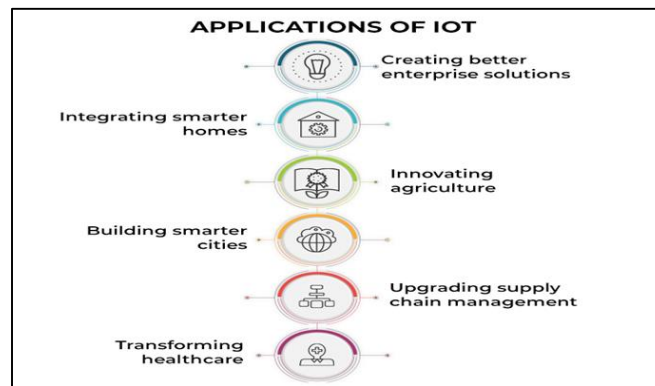 APPLICATIONS OF IOT
Creating better
enterprise solutions
Integrating smarter
homes
Innovating
agriculture
Building smarter
cities
Upgrading supply
chain management
Transforming
healthcare